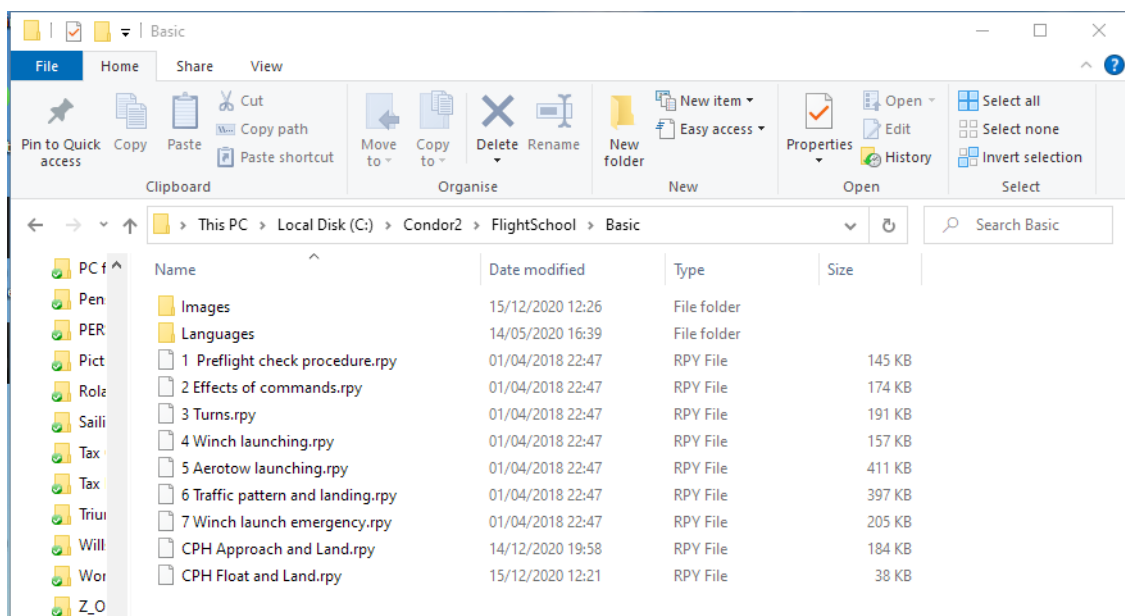 Basic
File Home Share View
Pin to Quick access
Copy
Paste
Cut
Copy path
Paste shortcut
Clipboard
Move to
Copy to
Delete
Rename
Organise
New folder
New item
Easy access
New
Properties
Open
Edit
History
Open
Select all
Select none
Invert selection
Select
This PC > Local Disk (C:) > Condor2 > FlightSchool > Basic
Search Basic
PC f
Pen
PER
Pict
Rola
Saili
Tax
Tax
Triu
Will
Wor
Z_O
Name Date modified Type Size
Images 15/12/2020 12:26 File folder
Languages 14/05/2020 16:39 File folder
1 Preflight check procedure.rpy 01/04/2018 22:47 RPY File 145 KB
2 Effects of commands.rpy 01/04/2018 22:47 RPY File 174 KB
3 Turns.rpy 01/04/2018 22:47 RPY File 191 KB
4 Winch launching.rpy 01/04/2018 22:47 RPY File 157 KB
5 Aerotow launching.rpy 01/04/2018 22:47 RPY File 411 KB
6 Traffic pattern and landing.rpy 01/04/2018 22:47 RPY File 397 KB
7 Winch launch emergency.rpy 01/04/2018 22:47 RPY File 205 KB
CPH Approach and Land.rpy 14/12/2020 19:58 RPY File 184 KB
CPH Float and Land.rpy 15/12/2020 12:21 RPY File 38 KB